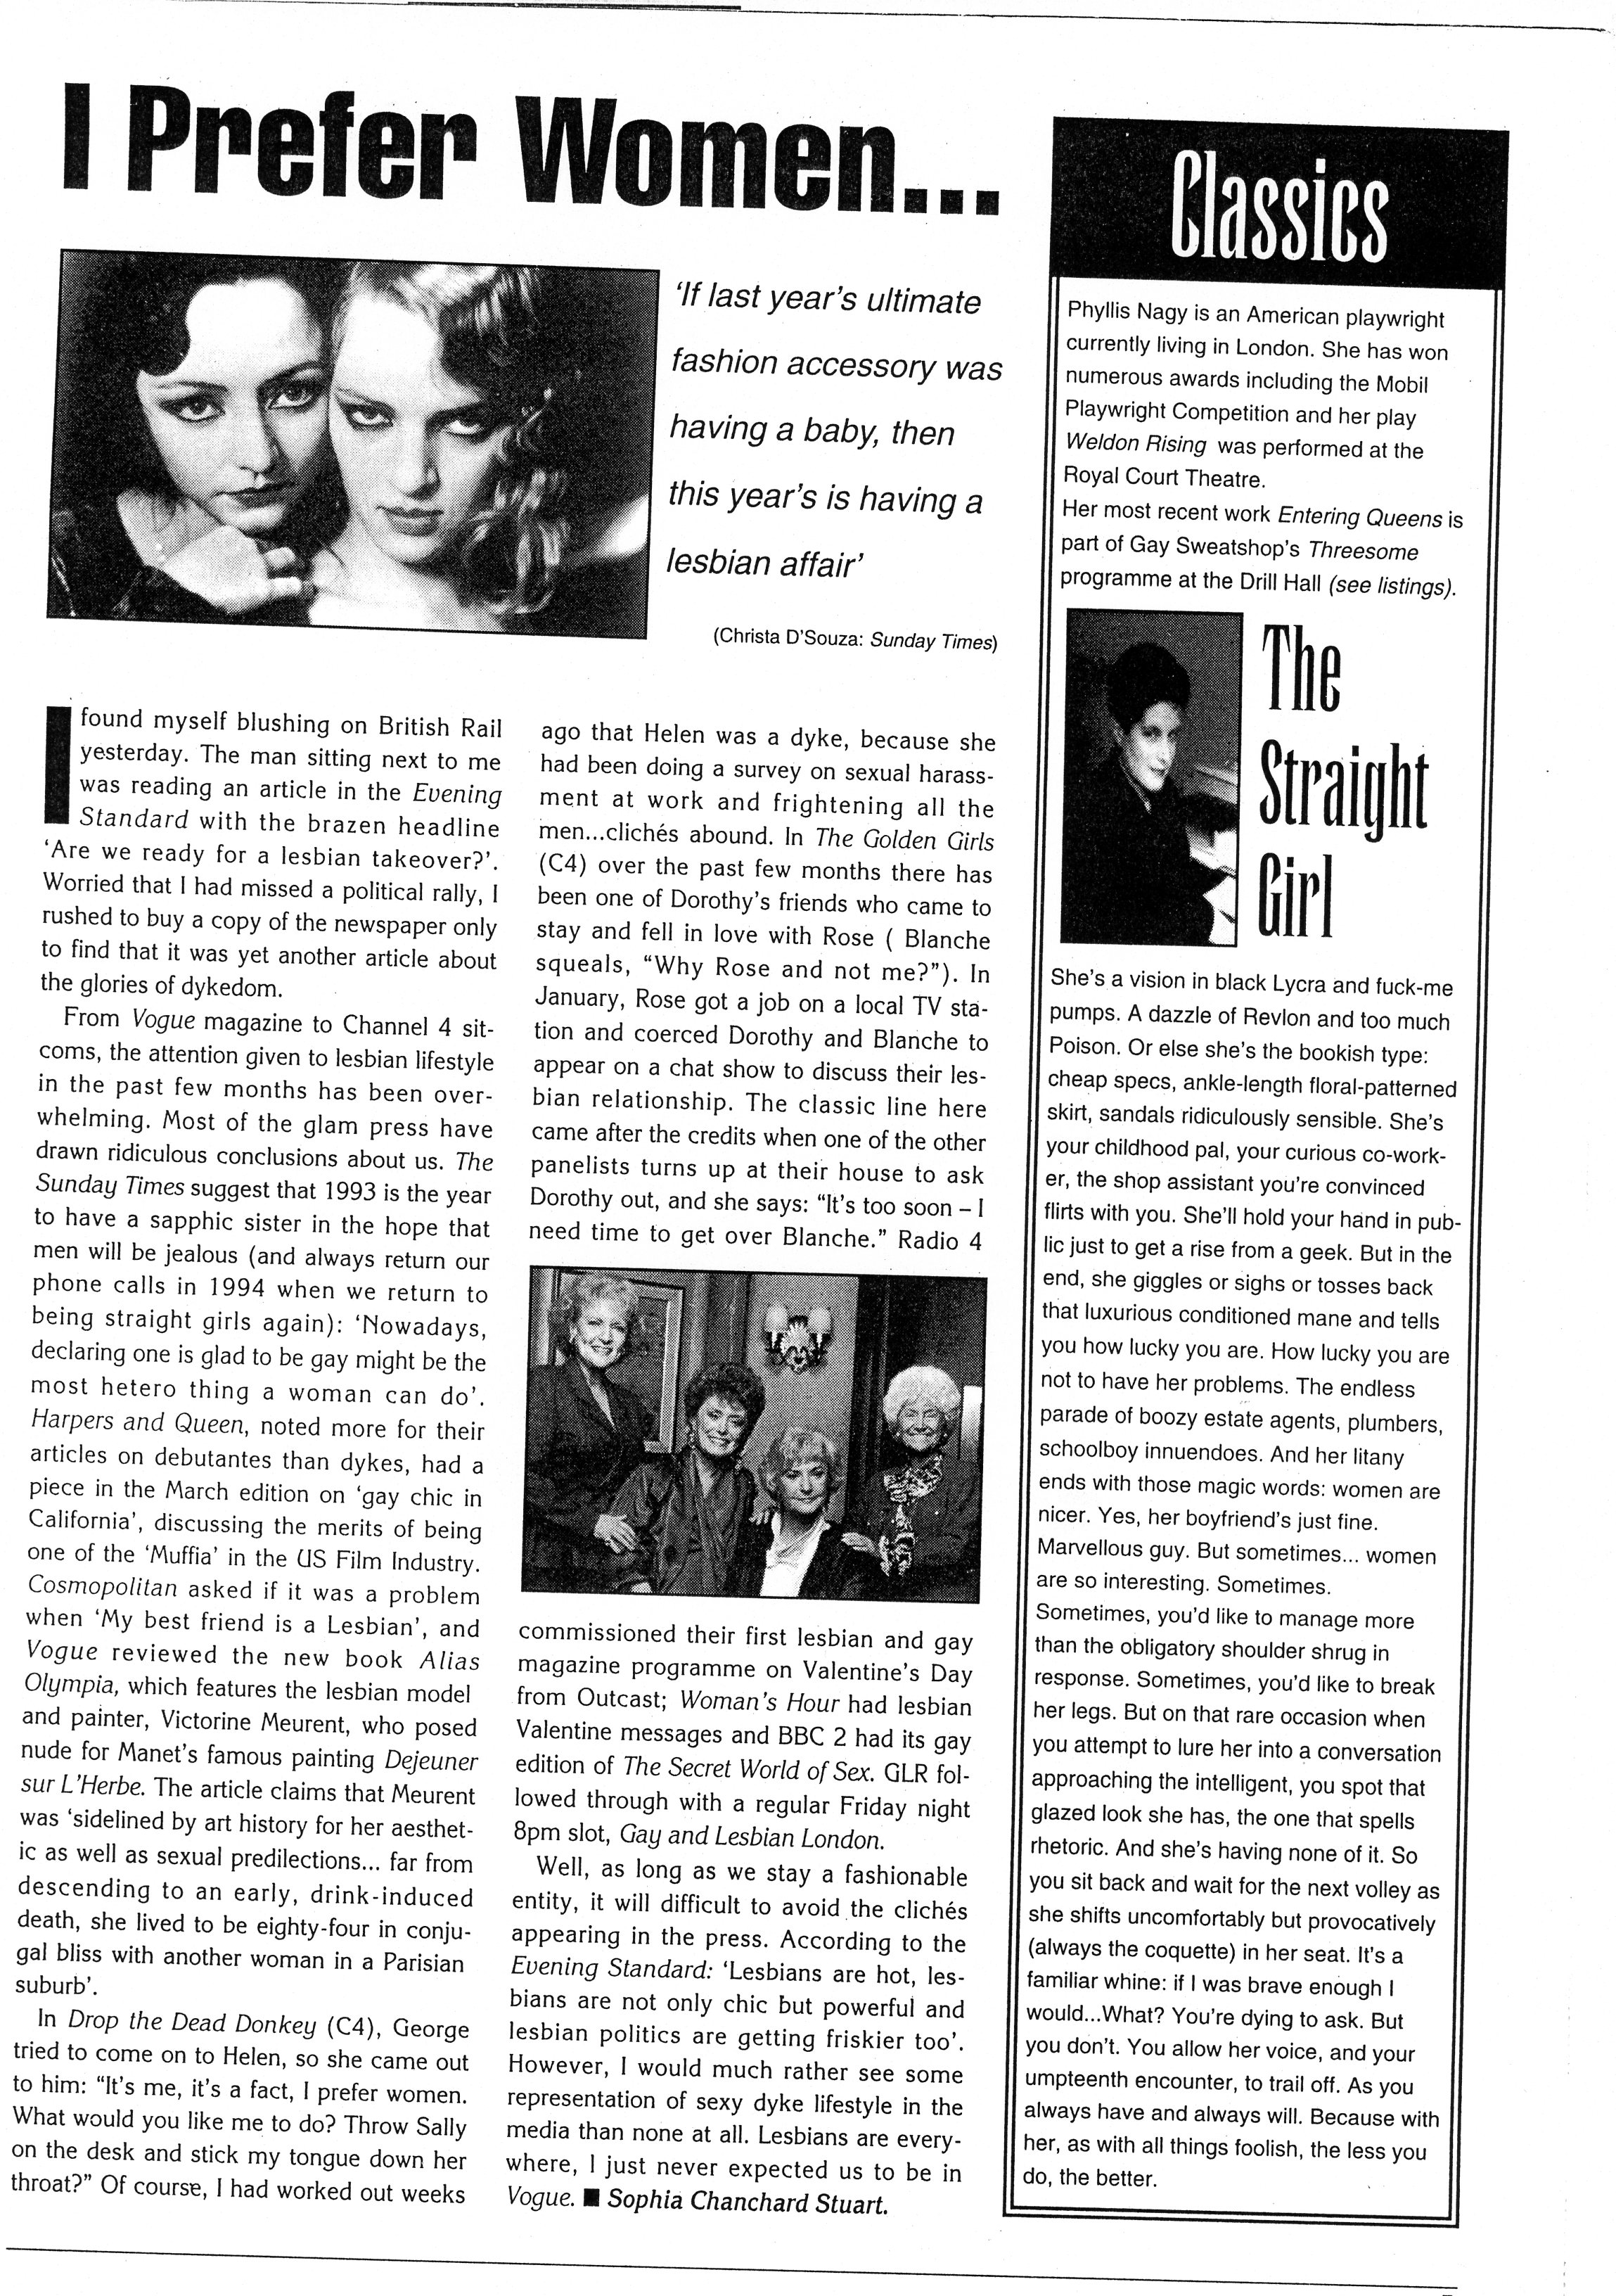 I Prefer Women...
'If last year's ultimate
fashion accessory was
having a baby, then
this year's is having a
lesbian affair'
(Christa D'Souza: Sunday Times)
I found myself blushing on British Rail
yesterday. The man sitting next to me
was reading an article in the Evening
Standard with the brazen headline
'Are we ready for a lesbian takeover?'.
Worried that I had missed a political rally, I
rushed to buy a copy of the newspaper only
to find that it was yet another article about
the glories of dykedom.
From Vogue magazine to Channel 4 sit-
coms, the attention given to lesbian lifestyle
in the past few months has been over-
whelming. Most of the glam press have
drawn ridiculous conclusions about us. The
Sunday Times suggest that 1993 is the year
to have a sapphic sister in the hope that
men will be jealous (and always return our
phone calls in 1994 when we return to
being straight girls again): 'Nowadays,
declaring one is glad to be gay might be the
most hetero thing a woman can do'.
Harpers and Queen, noted more for their
articles on debutantes than dykes, had a
piece in the March edition on 'gay chic in
California', discussing the merits of being
one of the 'Muffia' in the US Film Industry.
Cosmopolitan asked if it was a problem
when 'My best friend is a Lesbian', and
Vogue reviewed the new book Alias
Olympia, which features the lesbian model
and painter, Victorine Meurent, who posed
nude for Manet's famous painting Dejeuner
sur L'Herbe. The article claims that Meurent
was 'sidelined by art history for her aesthet-
ic as well as sexual predilections... far from
descending to an early, drink-induced
death, she lived to be eighty-four in conju-
gal bliss with another woman in a Parisian
suburb'.
In Drop the Dead Donkey (C4), George
tried to come on to Helen, so she came out
to him: "It's me, it's a fact, I prefer women.
What would you like me to do? Throw Sally
on the desk and stick my tongue down her
throat?" Of course, I had worked out weeks
ago that Helen was a dyke, because she
had been doing a survey on sexual harass-
ment at work and frightening all the
men...clichés abound. In The Golden Girls
(C4) over the past few months there has
been one of Dorothy's friends who came to
stay and fell in love with Rose ( Blanche
squeals, "Why Rose and not me?"). In
January, Rose got a job on a local TV sta-
tion and coerced Dorothy and Blanche to
appear on a chat show to discuss their les-
bian relationship. The classic line here
came after the credits when one of the other
panelists turns up at their house to ask
Dorothy out, and she says: "It's too soon – I
need time to get over Blanche." Radio 4
commissioned their first lesbian and gay
magazine programme on Valentine's Day
from Outcast; Woman's Hour had lesbian
Valentine messages and BBC 2 had its gay
edition of The Secret World of Sex. GLR fol-
lowed through with a regular Friday night
8pm slot, Gay and Lesbian London.
Well, as long as we stay a fashionable
entity, it will difficult to avoid the clichés
appearing in the press. According to the
Evening Standard: 'Lesbians are hot, les-
bians are not only chic but powerful and
lesbian politics are getting friskier too'.
However, I would much rather see some
representation of sexy dyke lifestyle in the
media than none at all. Lesbians are every-
where, I just never expected us to be in
Vogue. ■ Sophia Chanchard Stuart.
Classics
Phyllis Nagy is an American playwright
currently living in London. She has won
numerous awards including the Mobil
Playwright Competition and her play
Weldon Rising was performed at the
Royal Court Theatre.
Her most recent work Entering Queens is
part of Gay Sweatshop's Threesome
programme at the Drill Hall (see listings).
The
Straight
Girl
She's a vision in black Lycra and fuck-me
pumps. A dazzle of Revlon and too much
Poison. Or else she's the bookish type:
cheap specs, ankle-length floral-patterned
skirt, sandals ridiculously sensible. She's
your childhood pal, your curious co-work-
er, the shop assistant you're convinced
flirts with you. She'll hold your hand in pub-
lic just to get a rise from a geek. But in the
end, she giggles or sighs or tosses back
that luxurious conditioned mane and tells
you how lucky you are. How lucky you are
not to have her problems. The endless
parade of boozy estate agents, plumbers,
schoolboy innuendoes. And her litany
ends with those magic words: women are
nicer. Yes, her boyfriend's just fine.
Marvellous guy. But sometimes... women
are so interesting. Sometimes.
Sometimes, you'd like to manage more
than the obligatory shoulder shrug in
response. Sometimes, you'd like to break
her legs. But on that rare occasion when
you attempt to lure her into a conversation
approaching the intelligent, you spot that
glazed look she has, the one that spells
rhetoric. And she's having none of it. So
you sit back and wait for the next volley as
she shifts uncomfortably but provocatively
(always the coquette) in her seat. It's a
familiar whine: if I was brave enough I
would...What? You're dying to ask. But
you don't. You allow her voice, and your
umpteenth encounter, to trail off. As you
always have and always will. Because with
her, as with all things foolish, the less you
do, the better.